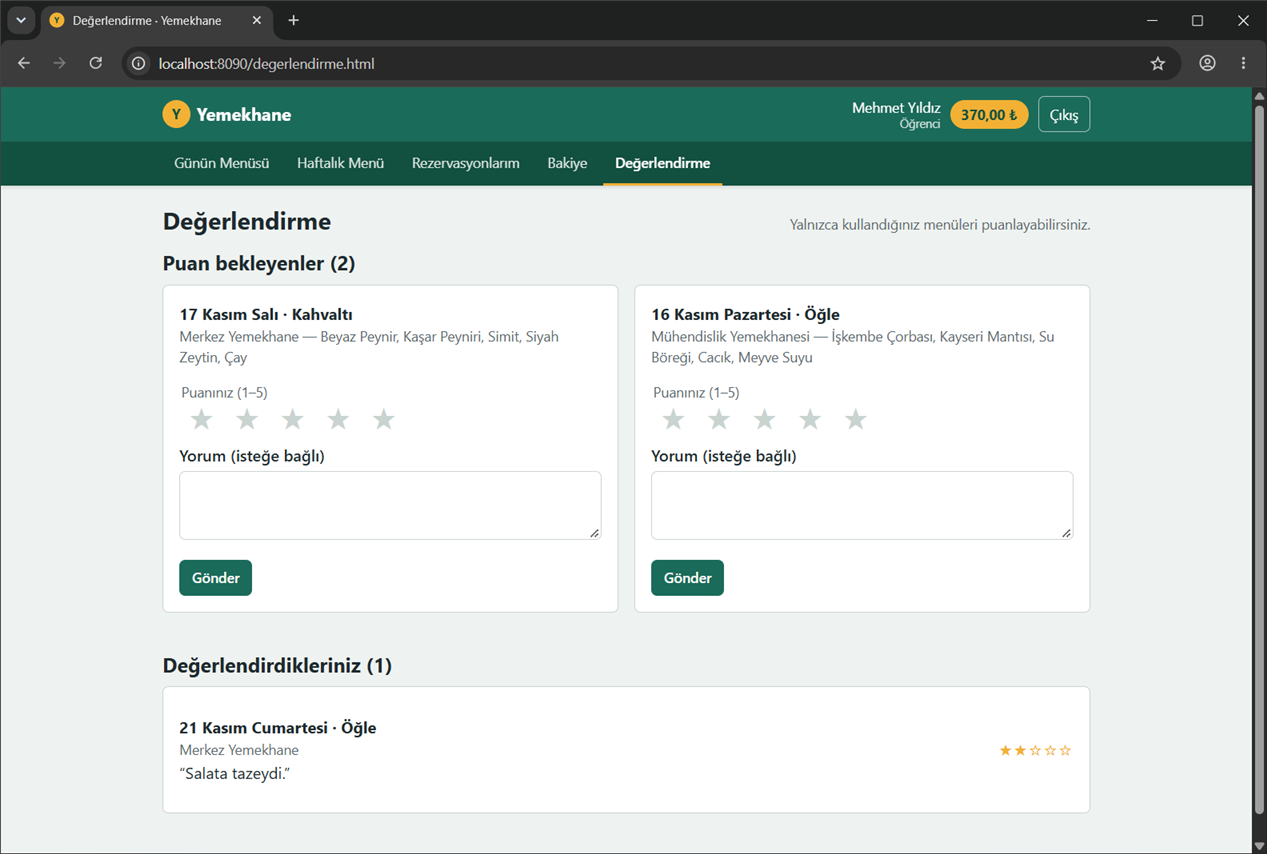 Y Değerlendirme · Yemekhane
localhost:8090/degerlendirme.html
Y Yemekhane
Mehmet Yıldız
Öğrenci
370,00 ₺
Çıkış
Günün Menüsü Haftalık Menü Rezervasyonlarım Bakiye Değerlendirme
Değerlendirme
Yalnızca kullandığınız menüleri puanlayabilirsiniz.
Puan bekleyenler (2)
17 Kasım Salı · Kahvaltı
Merkez Yemekhane — Beyaz Peynir, Kaşar Peyniri, Simit, Siyah
Zeytin, Çay
Puanınız (1–5)
★ ★ ★ ★ ★
Yorum (isteğe bağlı)
Gönder
16 Kasım Pazartesi · Öğle
Mühendislik Yemekhanesi — İşkembe Çorbası, Kayseri Mantısı, Su
Böreği, Cacık, Meyve Suyu
Puanınız (1–5)
★ ★ ★ ★ ★
Yorum (isteğe bağlı)
Gönder
Değerlendirdikleriniz (1)
21 Kasım Cumartesi · Öğle
Merkez Yemekhane
★★☆☆☆
“Salata tazeydi.”